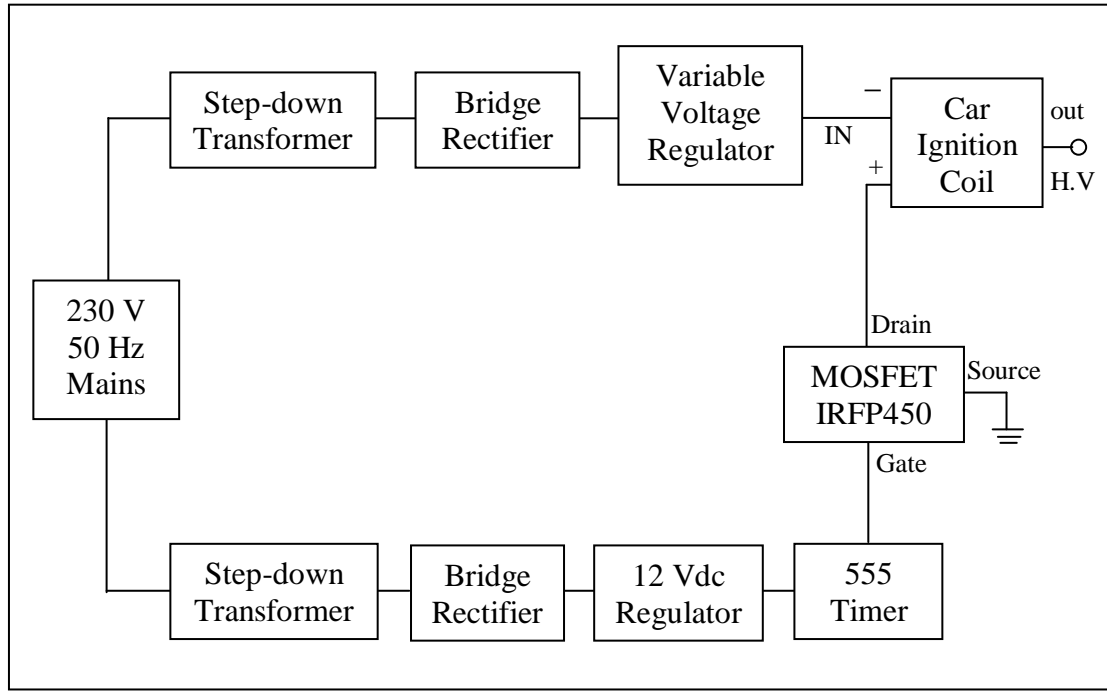 Step-down
Transformer
Bridge
Rectifier
Variable
Voltage
Regulator
–
IN
+
Car
Ignition
Coil
out
H.V
230 V
50 Hz
Mains
Drain
MOSFET
IRFP450
Source
Gate
Step-down
Transformer
Bridge
Rectifier
12 Vdc
Regulator
555
Timer